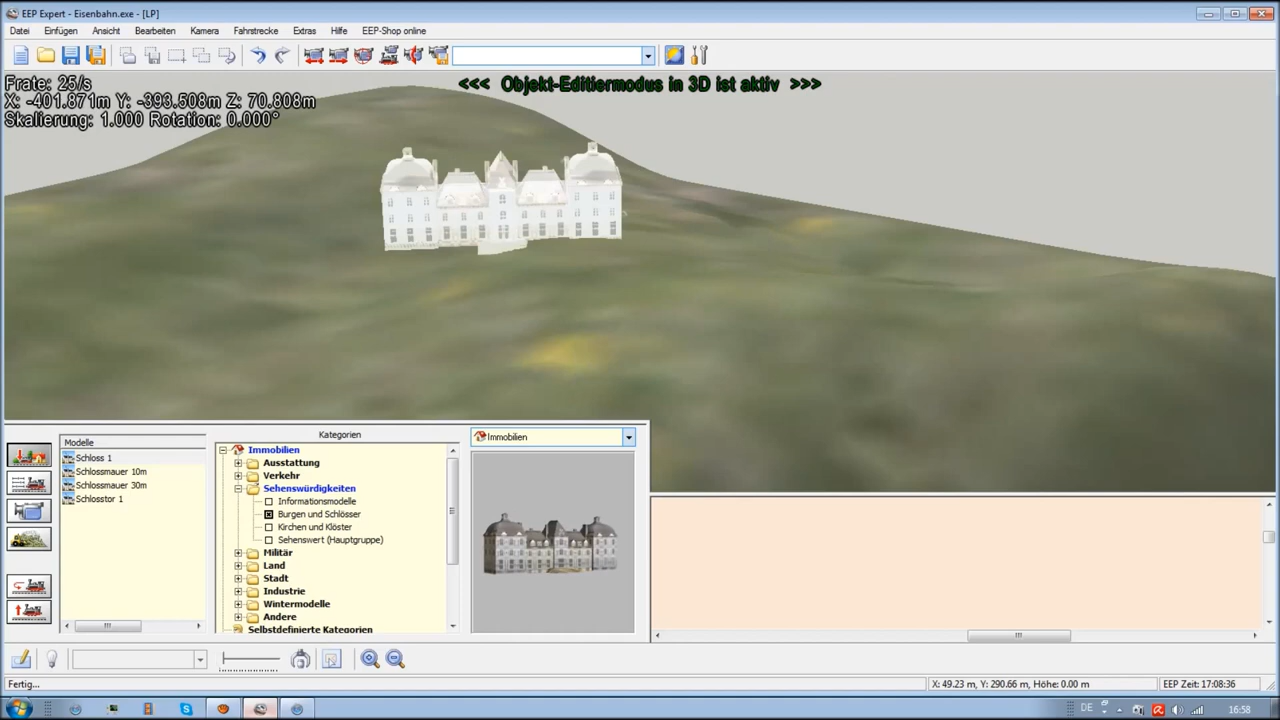 EEP Expert - Eisenbahn.exe - [LP]
Datei Einfügen Ansicht Bearbeiten Kamera Fahrstrecke Extras Hilfe EEP-Shop online
Frate: 25/s
<<< Objekt-Editiermodus in 3D ist aktiv >>>
X: -401.871m Y: -393.508m Z: 70.808m
Skalierung: 1.000 Rotation: 0.000°
Modelle
Schloss 1
Schlossmauer 10m
Schlossmauer 30m
Schlosstor 1
Kategorien
Immobilien
Ausstattung
Verkehr
Sehenswürdigkeiten
Informationsmodelle
Burgen und Schlösser
Kirchen und Klöster
Sehenswert (Hauptgruppe)
Militär
Land
Stadt
Industrie
Wintermodelle
Andere
Selbstdefinierte Kategorien
Immobilien
Fertig...
X: 49.23 m, Y: 290.66 m, Höhe: 0.00 m
EEP Zeit: 17:08:36
DE
16:58